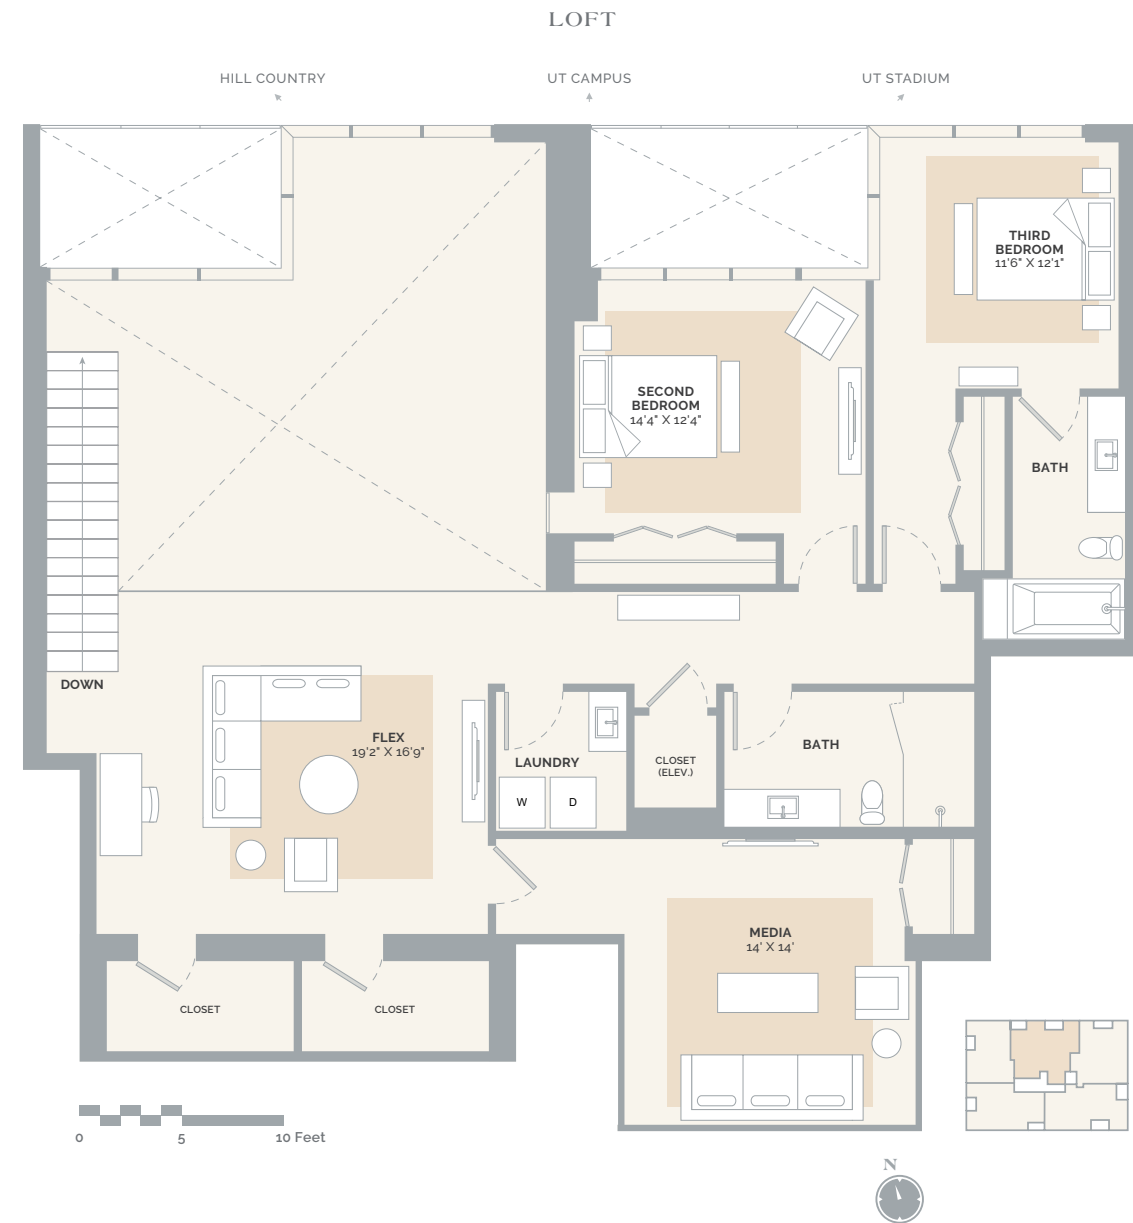 LOFT
HILL COUNTRY
UT CAMPUS
UT STADIUM
THIRD
BEDROOM
11'6" X 12'1"
SECOND
BEDROOM
14'4" X 12'4"
BATH
DOWN
FLEX
19'2" X 16'9"
LAUNDRY
W
D
CLOSET
(ELEV.)
BATH
MEDIA
14' X 14'
CLOSET
CLOSET
0 5 10 Feet
N